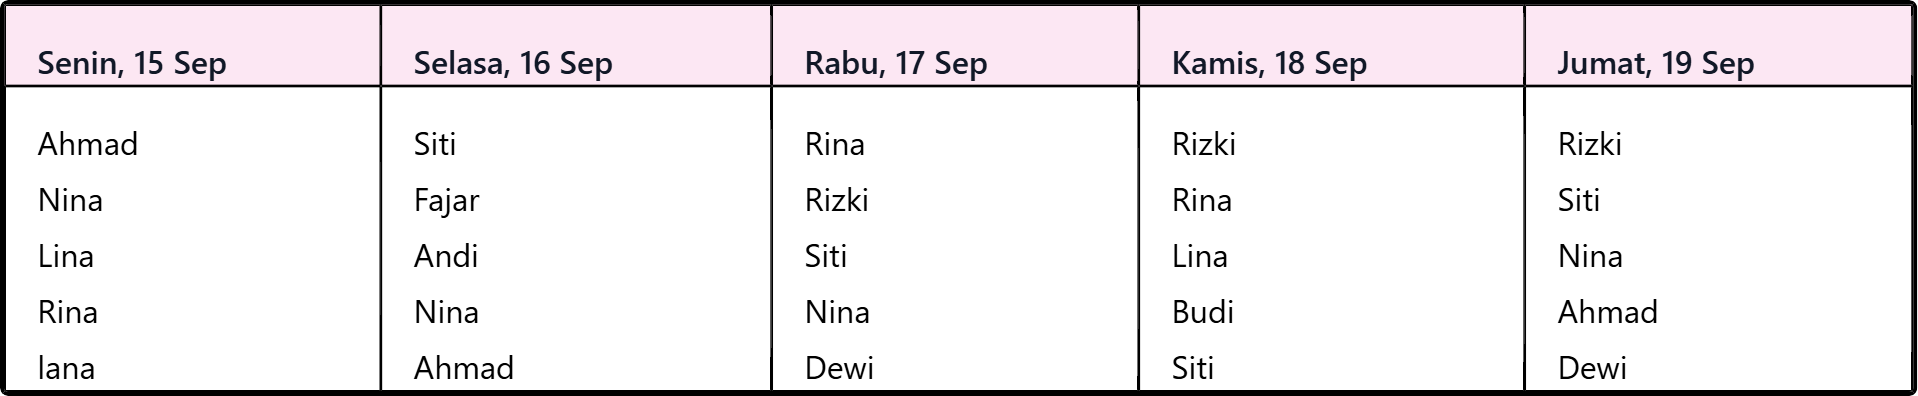 Senin, 15 Sep Selasa, 16 Sep Rabu, 17 Sep Kamis, 18 Sep Jumat, 19 Sep
Ahmad Siti Rina Rizki Rizki
Nina Fajar Rizki Rina Siti
Lina Andi Siti Lina Nina
Rina Nina Nina Budi Ahmad
lana Ahmad Dewi Siti Dewi